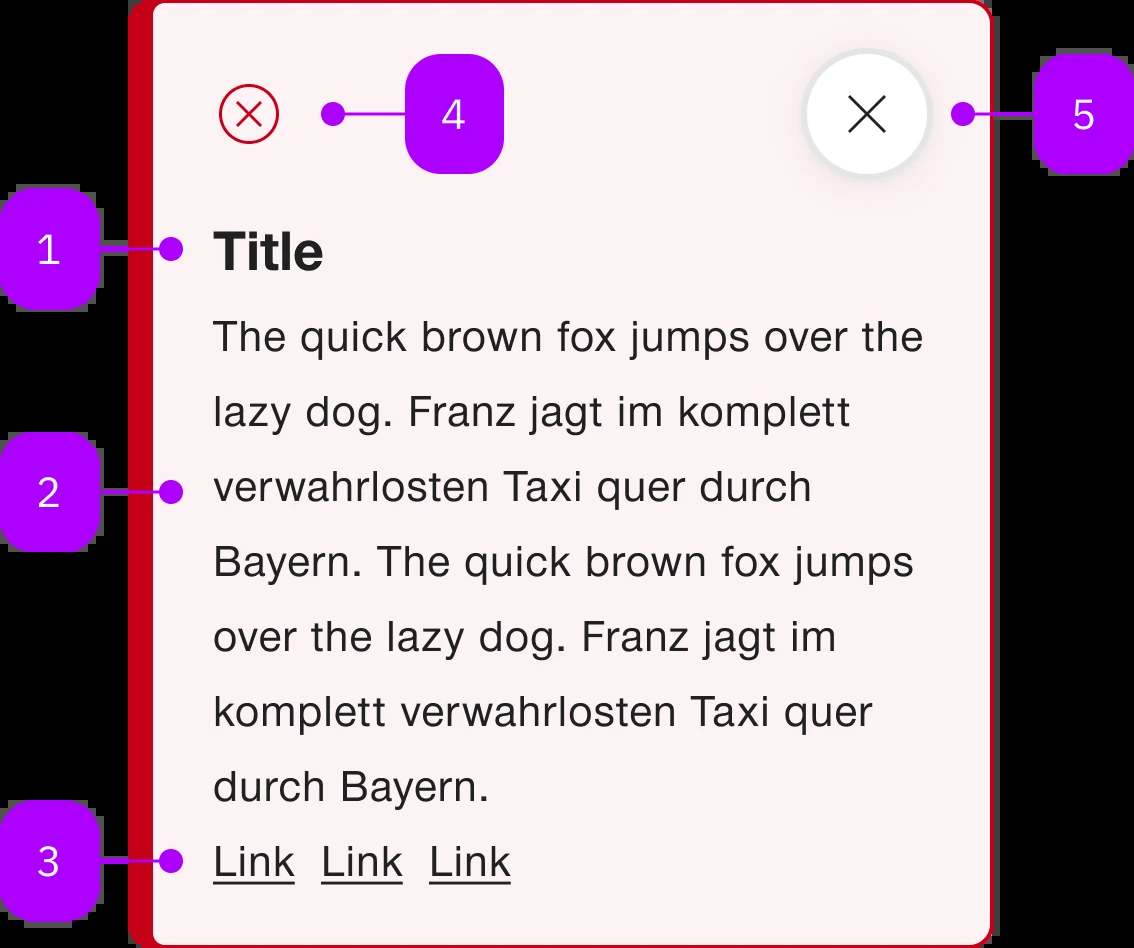 4
5
1
Title
The quick brown fox jumps over the
lazy dog. Franz jagt im komplett
2
verwahrlosten Taxi quer durch
Bayern. The quick brown fox jumps
over the lazy dog. Franz jagt im
komplett verwahrlosten Taxi quer
durch Bayern.
3
Link Link Link